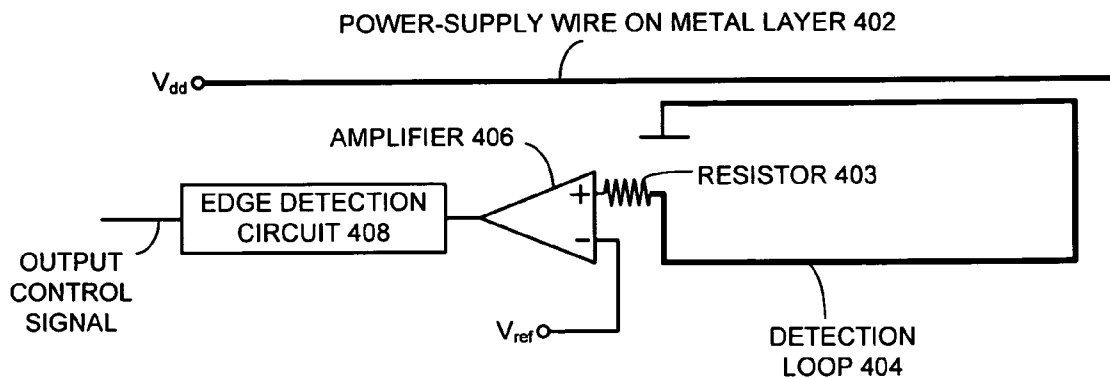 POWER-SUPPLY WIRE ON METAL LAYER 402
Vdd
AMPLIFIER 406
RESISTOR 403
+
EDGE DETECTION
CIRCUIT 408
−
OUTPUT
CONTROL
SIGNAL
Vref
DETECTION
LOOP 404